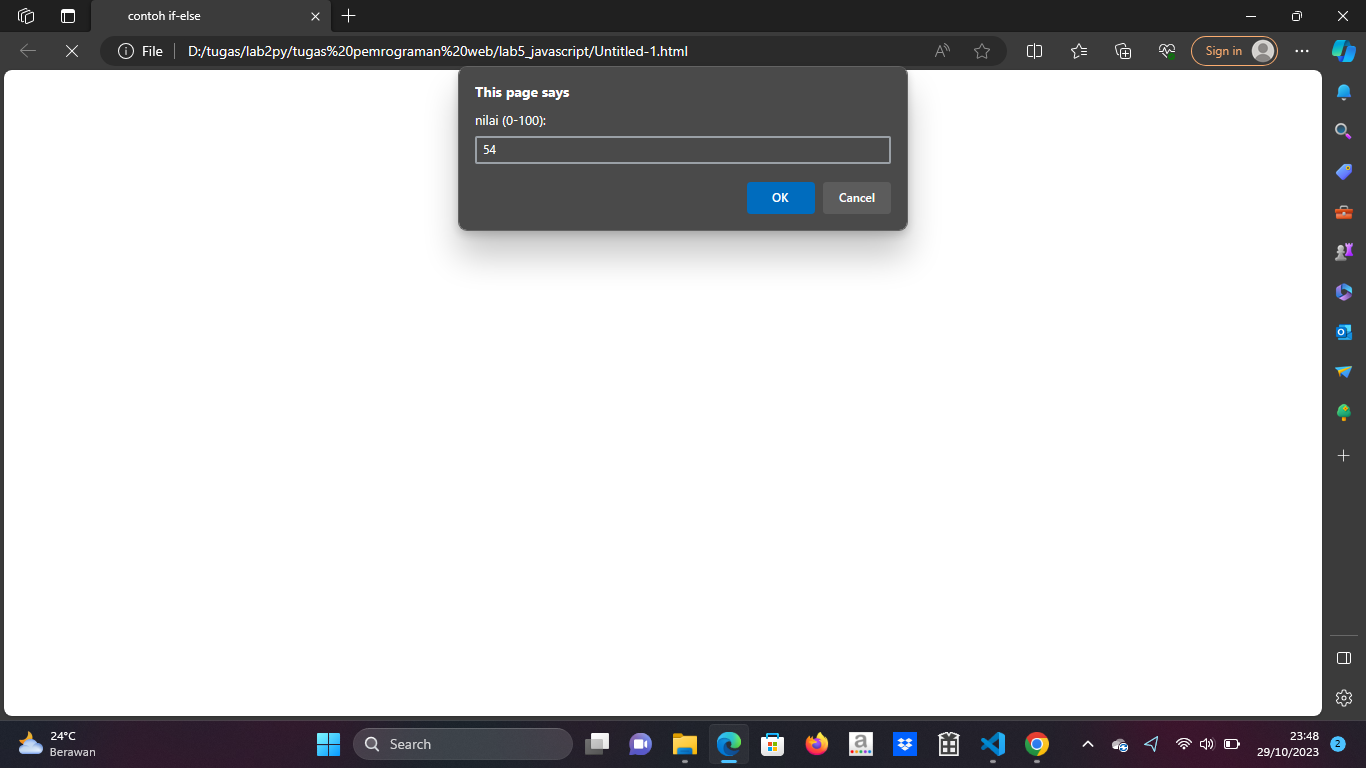 contoh if-else
File
D:/tugas/lab2py/tugas%20pemrograman%20web/lab5_javascript/Untitled-1.html
Sign in
This page says
nilai (0-100):
54
OK
Cancel
24°C
Berawan
Search
23:48
29/10/2023
2